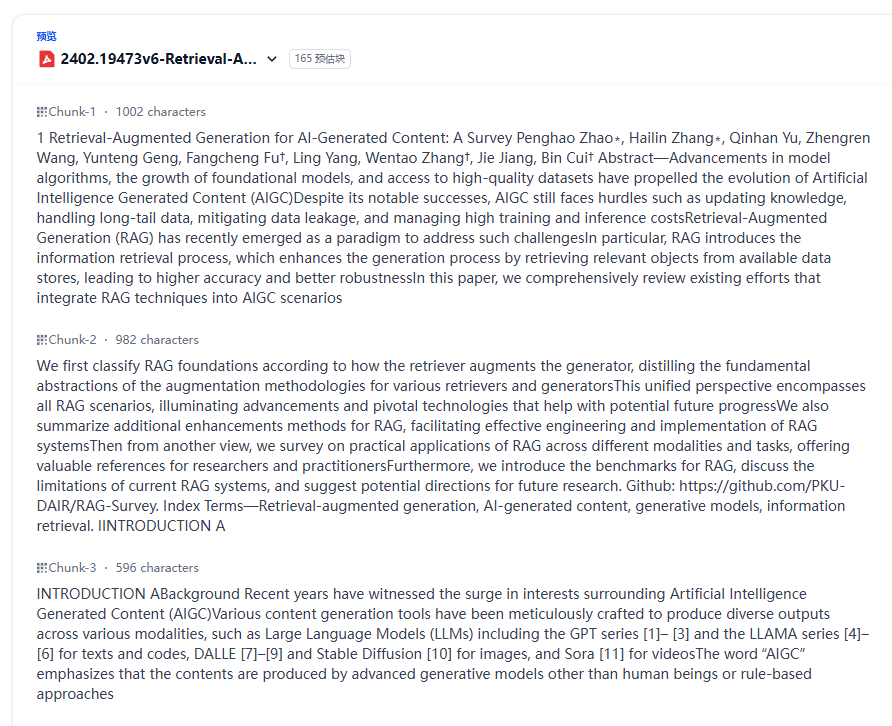 预览
2402.19473v6-Retrieval-A... 165 预估块
Chunk-1 · 1002 characters
1 Retrieval-Augmented Generation for AI-Generated Content: A Survey Penghao Zhao⋆, Hailin Zhang⋆, Qinhan Yu, Zhengren
Wang, Yunteng Geng, Fangcheng Fu†, Ling Yang, Wentao Zhang†, Jie Jiang, Bin Cui† Abstract—Advancements in model
algorithms, the growth of foundational models, and access to high-quality datasets have propelled the evolution of Artificial
Intelligence Generated Content (AIGC)Despite its notable successes, AIGC still faces hurdles such as updating knowledge,
handling long-tail data, mitigating data leakage, and managing high training and inference costsRetrieval-Augmented
Generation (RAG) has recently emerged as a paradigm to address such challengesIn particular, RAG introduces the
information retrieval process, which enhances the generation process by retrieving relevant objects from available data
stores, leading to higher accuracy and better robustnessIn this paper, we comprehensively review existing efforts that
integrate RAG techniques into AIGC scenarios
Chunk-2 · 982 characters
We first classify RAG foundations according to how the retriever augments the generator, distilling the fundamental
abstractions of the augmentation methodologies for various retrievers and generatorsThis unified perspective encompasses
all RAG scenarios, illuminating advancements and pivotal technologies that help with potential future progressWe also
summarize additional enhancements methods for RAG, facilitating effective engineering and implementation of RAG
systemsThen from another view, we survey on practical applications of RAG across different modalities and tasks, offering
valuable references for researchers and practitionersFurthermore, we introduce the benchmarks for RAG, discuss the
limitations of current RAG systems, and suggest potential directions for future research. Github: https://github.com/PKU-
DAIR/RAG-Survey. Index Terms—Retrieval-augmented generation, AI-generated content, generative models, information
retrieval. IINTRODUCTION A
Chunk-3 · 596 characters
INTRODUCTION ABackground Recent years have witnessed the surge in interests surrounding Artificial Intelligence
Generated Content (AIGC)Various content generation tools have been meticulously crafted to produce diverse outputs
across various modalities, such as Large Language Models (LLMs) including the GPT series [1]– [3] and the LLAMA series [4]–
[6] for texts and codes, DALLE [7]–[9] and Stable Diffusion [10] for images, and Sora [11] for videosThe word “AIGC”
emphasizes that the contents are produced by advanced generative models other than human beings or rule-based
approaches